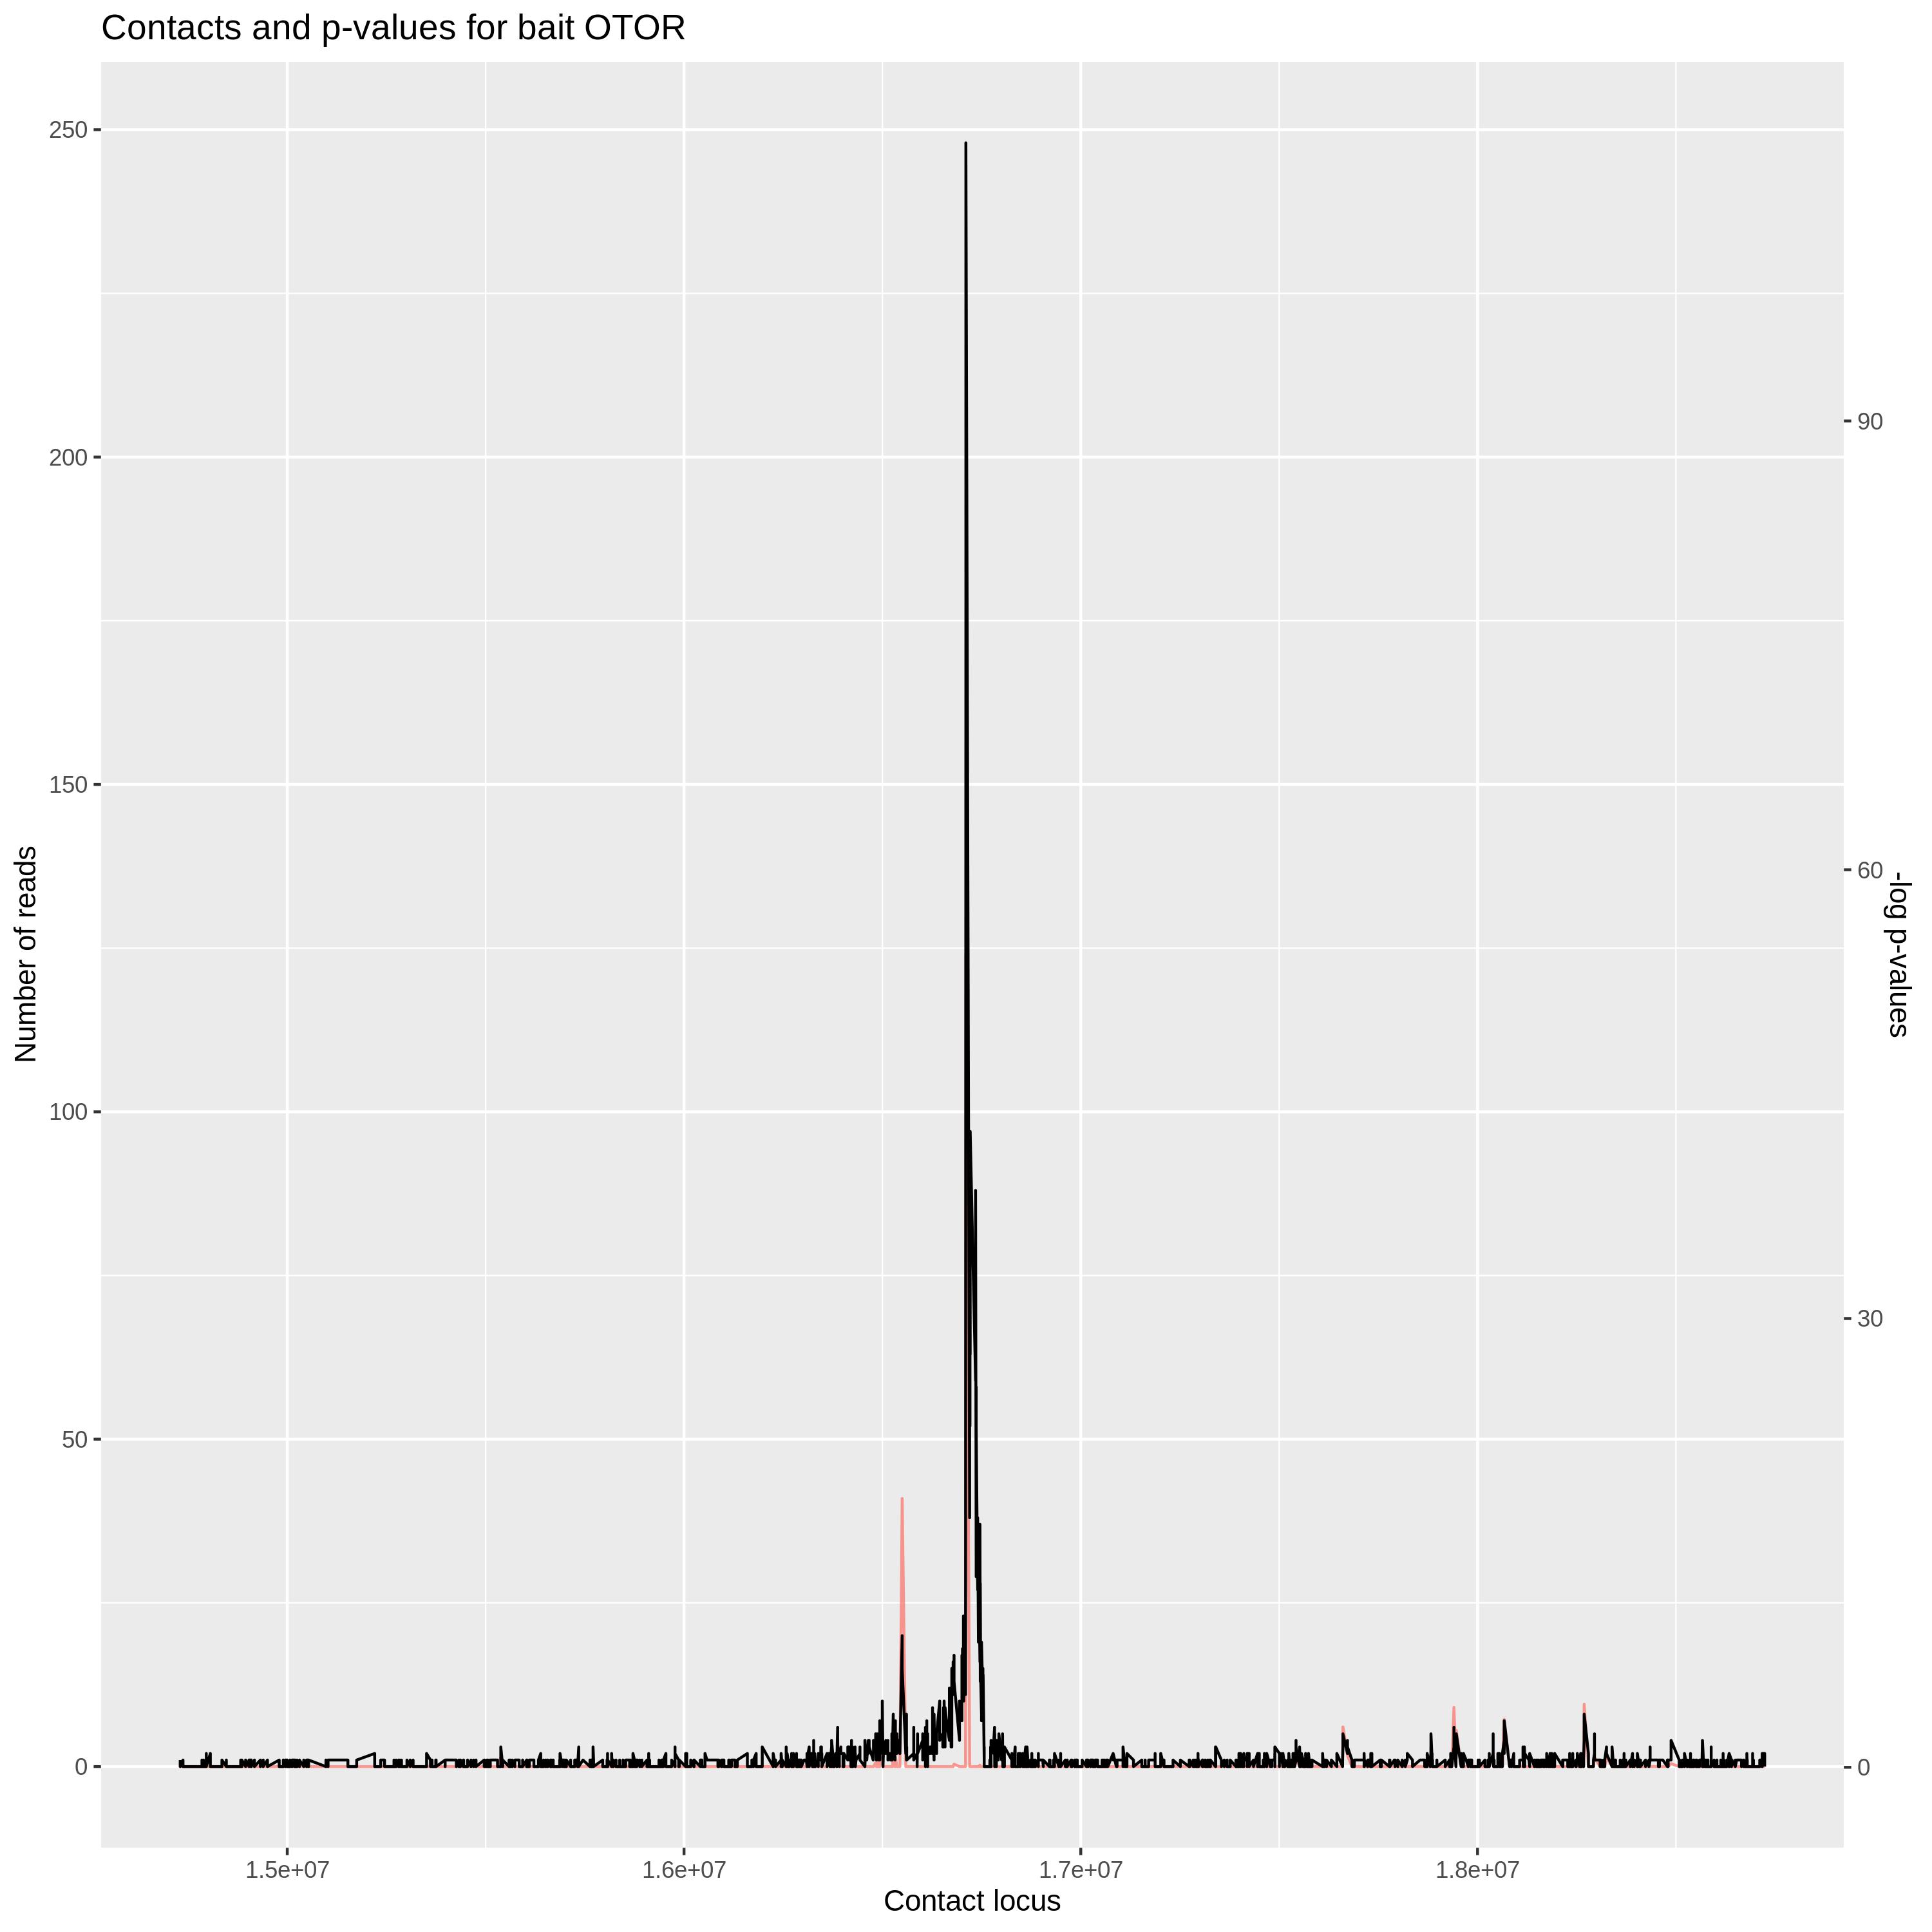 Contacts and p-values for bait OTOR
250
200
150
100
50
0
Number of reads
90
60
30
0
-log p-values
1.5e+07
1.6e+07
1.7e+07
1.8e+07
Contact locus